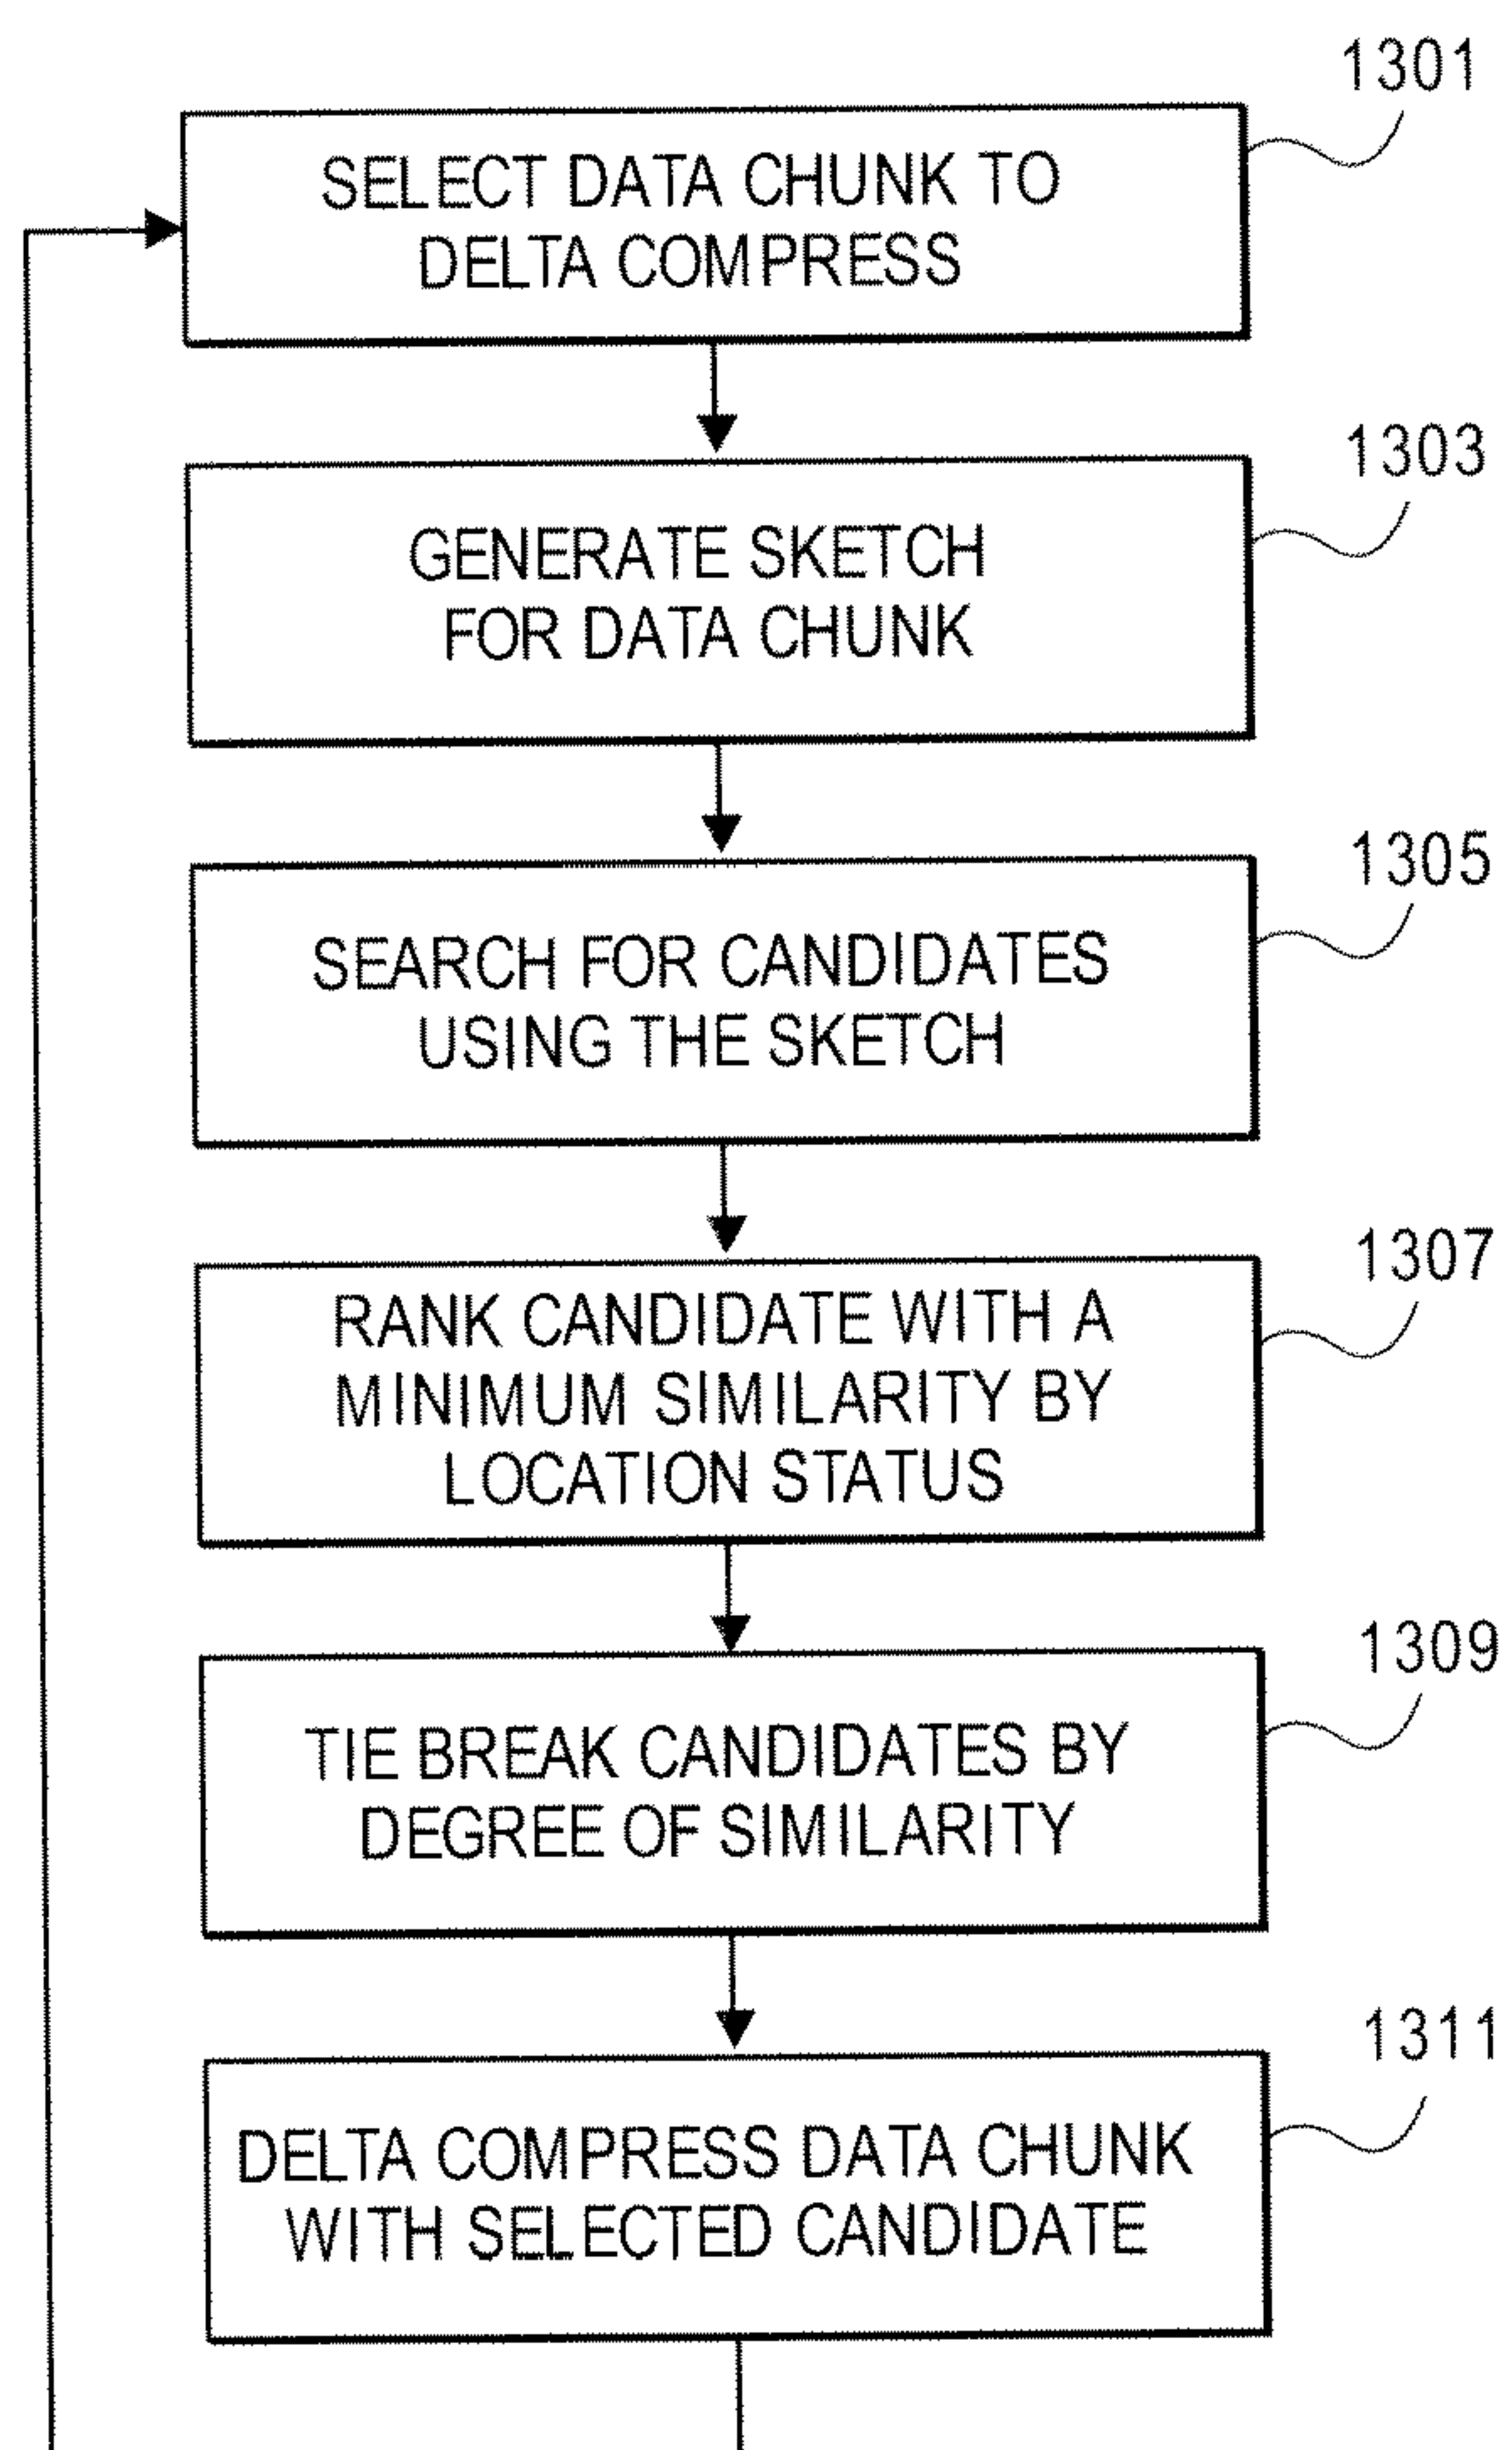 1301
SELECT DATA CHUNK TO
DELTA COMPRESS
1303
GENERATE SKETCH
FOR DATA CHUNK
1305
SEARCH FOR CANDIDATES
USING THE SKETCH
1307
RANK CANDIDATE WITH A
MINIMUM SIMILARITY BY
LOCATION STATUS
1309
TIE BREAK CANDIDATES BY
DEGREE OF SIMILARITY
1311
DELTA COMPRESS DATA CHUNK
WITH SELECTED CANDIDATE